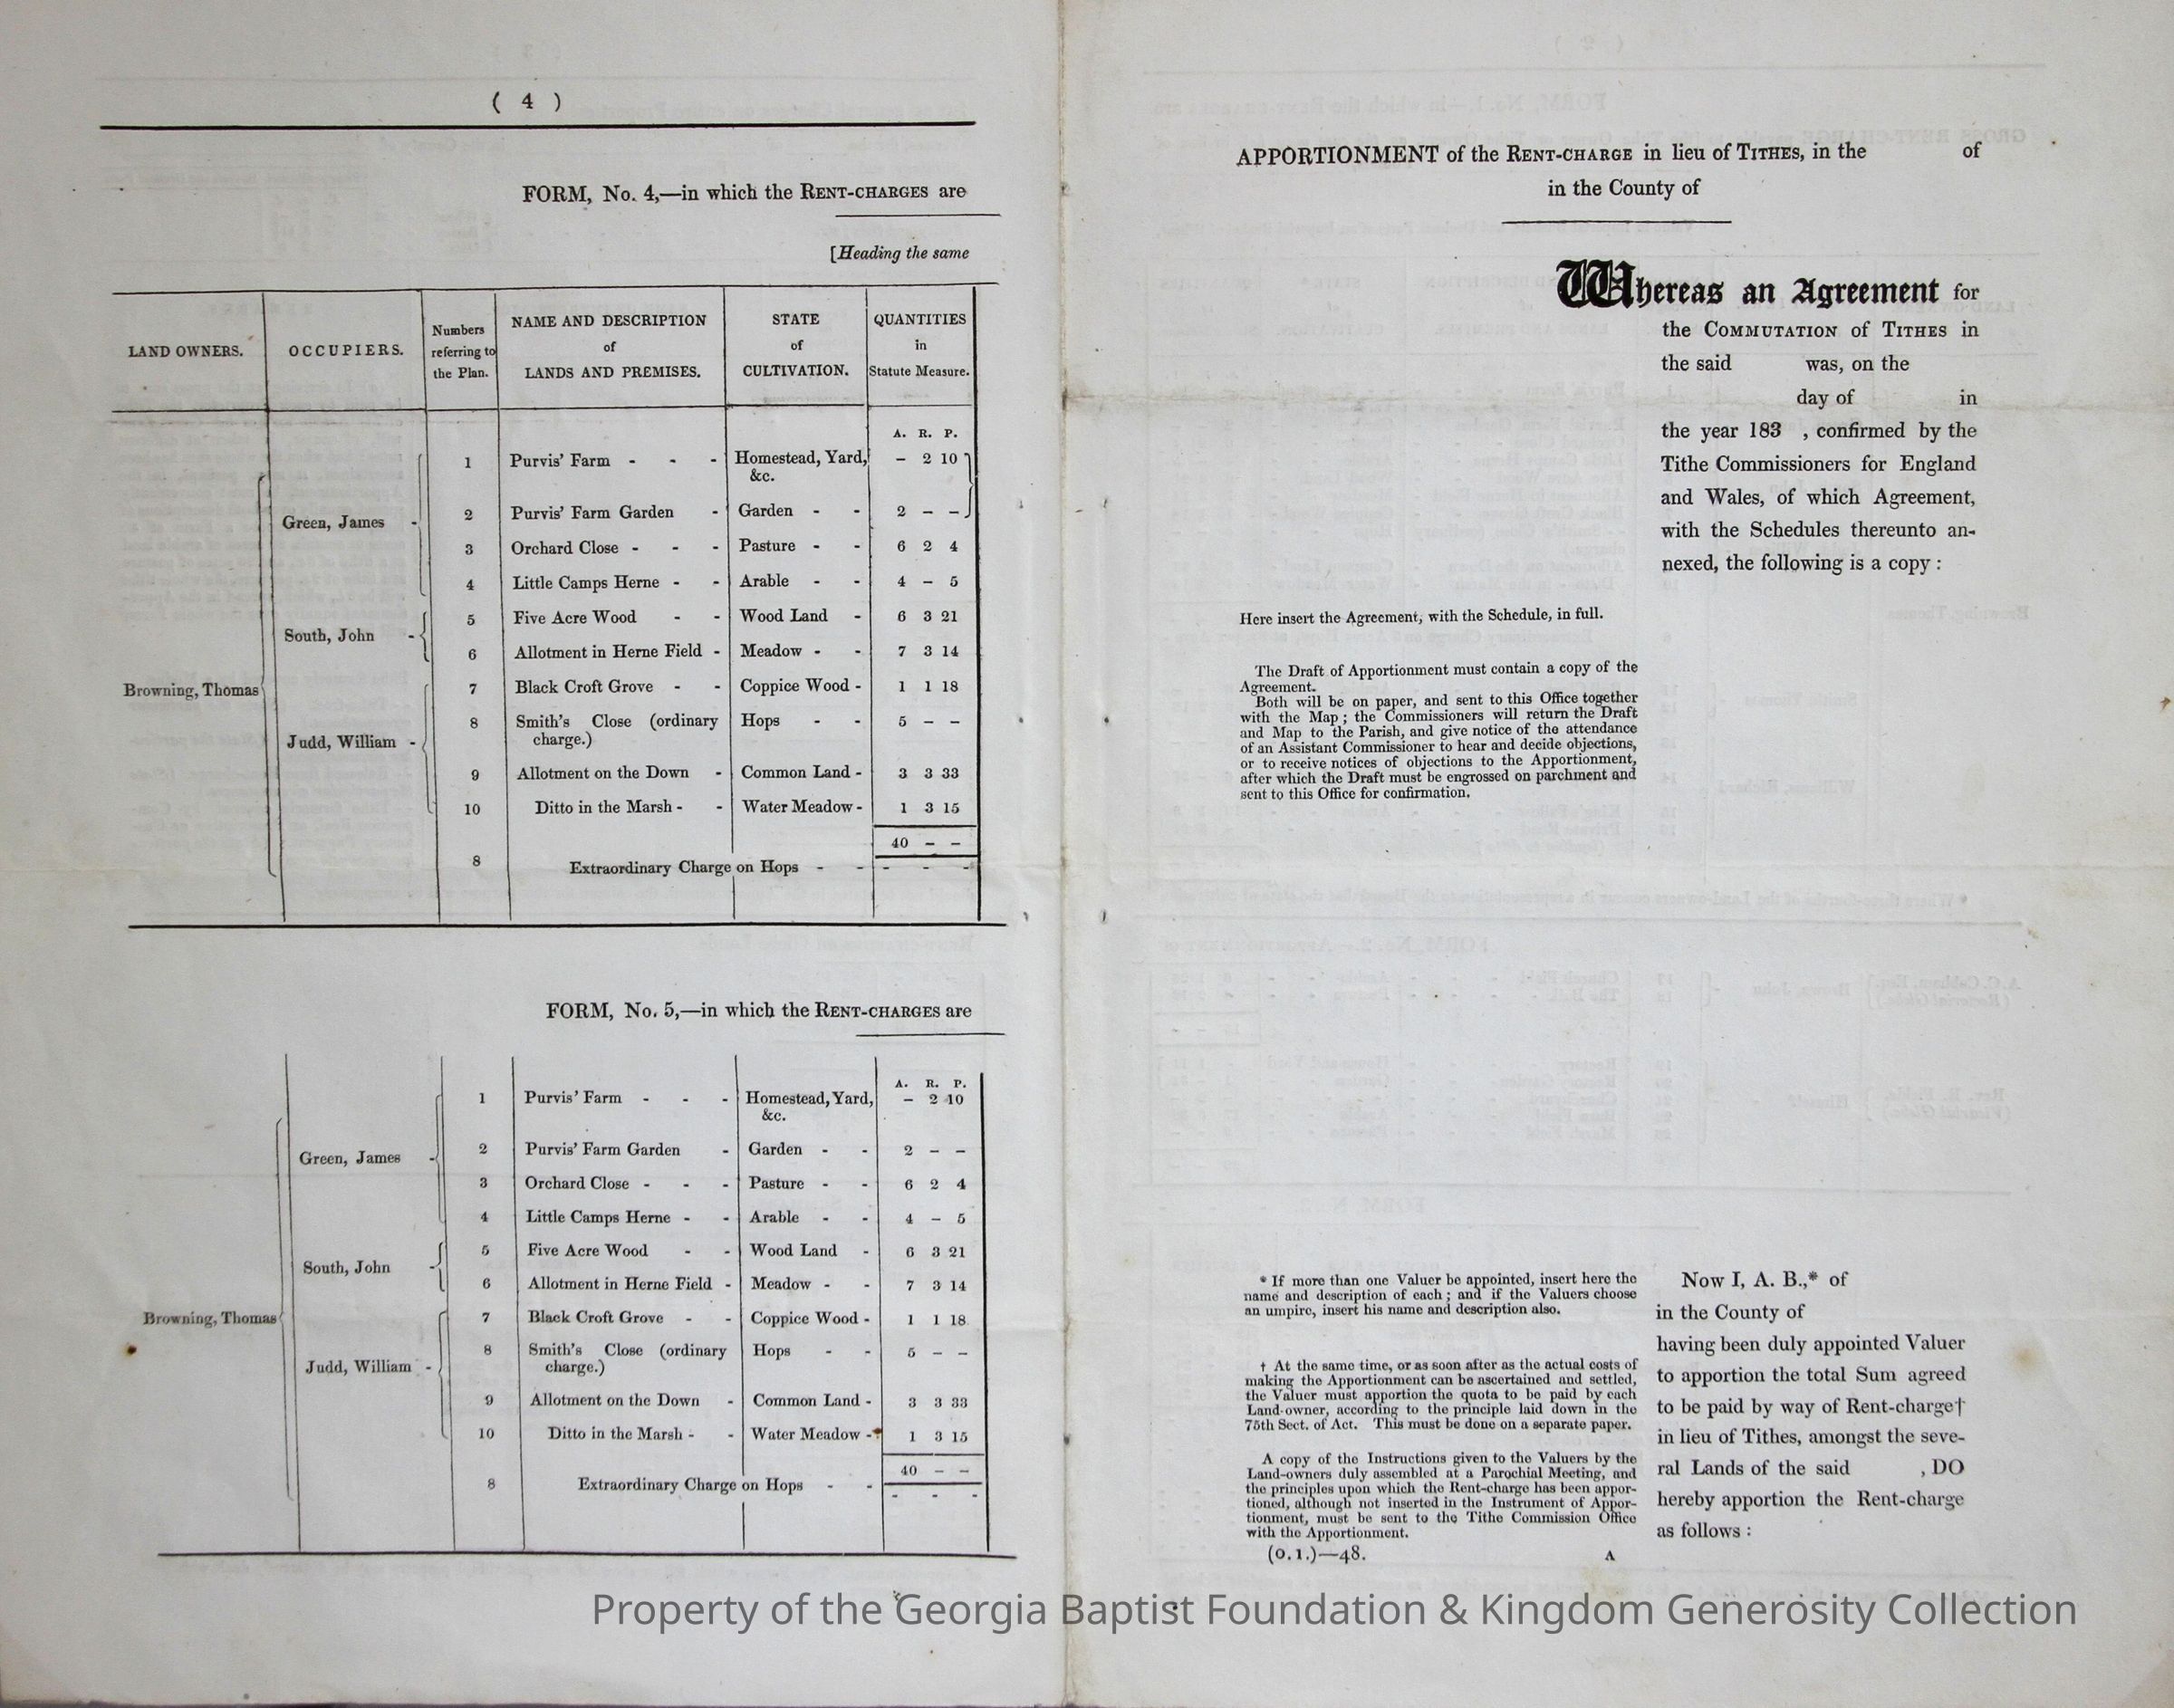 ( 4 )
FORM, No. 4,—in which the RENT-CHARGES are
[Heading the same
LAND OWNERS. OCCUPIERS. Numbers referring to the Plan. NAME AND DESCRIPTION of LANDS AND PREMISES. STATE of CULTIVATION. QUANTITIES in Statute Measure.
A. R. P.
1 Purvis' Farm - - - Homestead, Yard, &c. – 2 10
2 Purvis' Farm Garden - Garden - - 2 – –
Green, James -
3 Orchard Close - - - Pasture - - 6 2 4
4 Little Camps Herne - - Arable - - 4 – 5
5 Five Acre Wood - - Wood Land - 6 3 21
South, John -
6 Allotment in Herne Field - Meadow - - 7 3 14
Browning, Thomas
7 Black Croft Grove - - Coppice Wood - 1 1 18
8 Smith's Close (ordinary charge.) Hops - - 5 – –
Judd, William -
9 Allotment on the Down - Common Land - 3 3 33
10 Ditto in the Marsh - - Water Meadow - 1 3 15
40 – –
8 Extraordinary Charge on Hops - - - - -
FORM, No. 5,—in which the RENT-CHARGES are
A. R. P.
1 Purvis' Farm - - - Homestead, Yard, &c. – 2 10
2 Purvis' Farm Garden - Garden - - 2 – –
Green, James -
3 Orchard Close - - - Pasture - - 6 2 4
4 Little Camps Herne - - Arable - - 4 – 5
5 Five Acre Wood - - Wood Land - 6 3 21
South, John -
6 Allotment in Herne Field - Meadow - - 7 3 14
Browning, Thomas
7 Black Croft Grove - - Coppice Wood - 1 1 18
8 Smith's Close (ordinary charge.) Hops - - 5 – –
Judd, William -
9 Allotment on the Down - Common Land - 3 3 33
10 Ditto in the Marsh - - Water Meadow - 1 3 15
40 – –
8 Extraordinary Charge on Hops - - - - -
APPORTIONMENT of the RENT-CHARGE in lieu of TITHES, in the of
in the County of
Whereas an Agreement for
the COMMUTATION of TITHES in
the said was, on the
day of in
the year 183 , confirmed by the
Tithe Commissioners for England
and Wales, of which Agreement,
with the Schedules thereunto an-
nexed, the following is a copy :
Here insert the Agreement, with the Schedule, in full.
The Draft of Apportionment must contain a copy of the
Agreement.
Both will be on paper, and sent to this Office together
with the Map ; the Commissioners will return the Draft
and Map to the Parish, and give notice of the attendance
of an Assistant Commissioner to hear and decide objections,
or to receive notices of objections to the Apportionment,
after which the Draft must be engrossed on parchment and
sent to this Office for confirmation.
* If more than one Valuer be appointed, insert here the
name and description of each ; and if the Valuers choose
an umpire, insert his name and description also.
† At the same time, or as soon after as the actual costs of
making the Apportionment can be ascertained and settled,
the Valuer must apportion the quota to be paid by each
Land-owner, according to the principle laid down in the
75th Sect. of Act. This must be done on a separate paper.
A copy of the Instructions given to the Valuers by the
Land-owners duly assembled at a Parochial Meeting, and
the principles upon which the Rent-charge has been appor-
tioned, although not inserted in the Instrument of Appor-
tionment, must be sent to the Tithe Commission Office
with the Apportionment.
(0.1.)—48. A
Now I, A. B.,* of
in the County of
having been duly appointed Valuer
to apportion the total Sum agreed
to be paid by way of Rent-charge†
in lieu of Tithes, amongst the seve-
ral Lands of the said , DO
hereby apportion the Rent-charge
as follows :
Property of the Georgia Baptist Foundation & Kingdom Generosity Collection